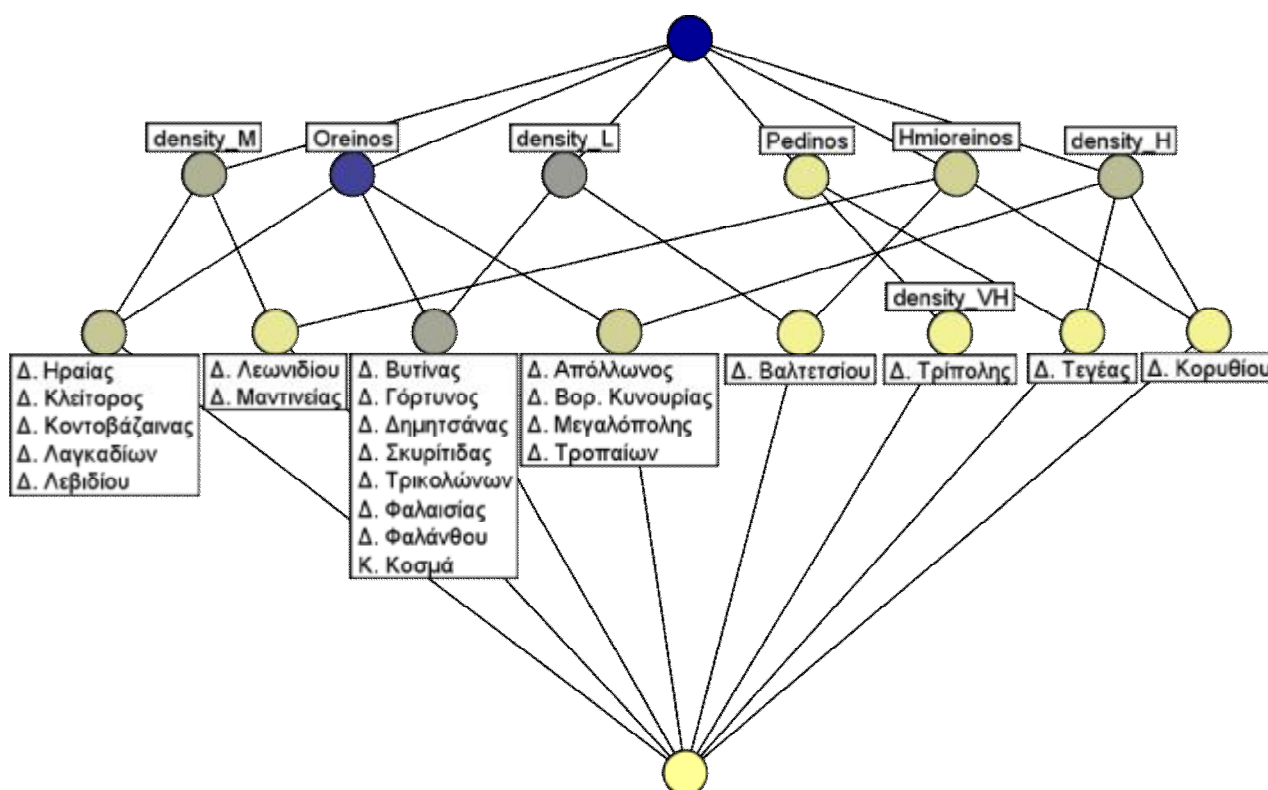 density_M
Oreinos
density_L
Pedinos
Hmioreinos
density_H
density_VH
Δ. Ηραίας
Δ. Κλείτορος
Δ. Κοντοβάζαινας
Δ. Λαγκαδίων
Δ. Λεβιδίου
Δ. Λεωνιδίου
Δ. Μαντινείας
Δ. Βυτίνας
Δ. Γόρτυνος
Δ. Δημητσάνας
Δ. Σκυρίτιδας
Δ. Τρικολώνων
Δ. Φαλαισίας
Δ. Φαλάνθου
Κ. Κοσμά
Δ. Απόλλωνος
Δ. Βορ. Κυνουρίας
Δ. Μεγαλόπολης
Δ. Τροπαίων
Δ. Βαλτετσίου
Δ. Τρίπολης
Δ. Τεγέας
Δ. Κορυθίου